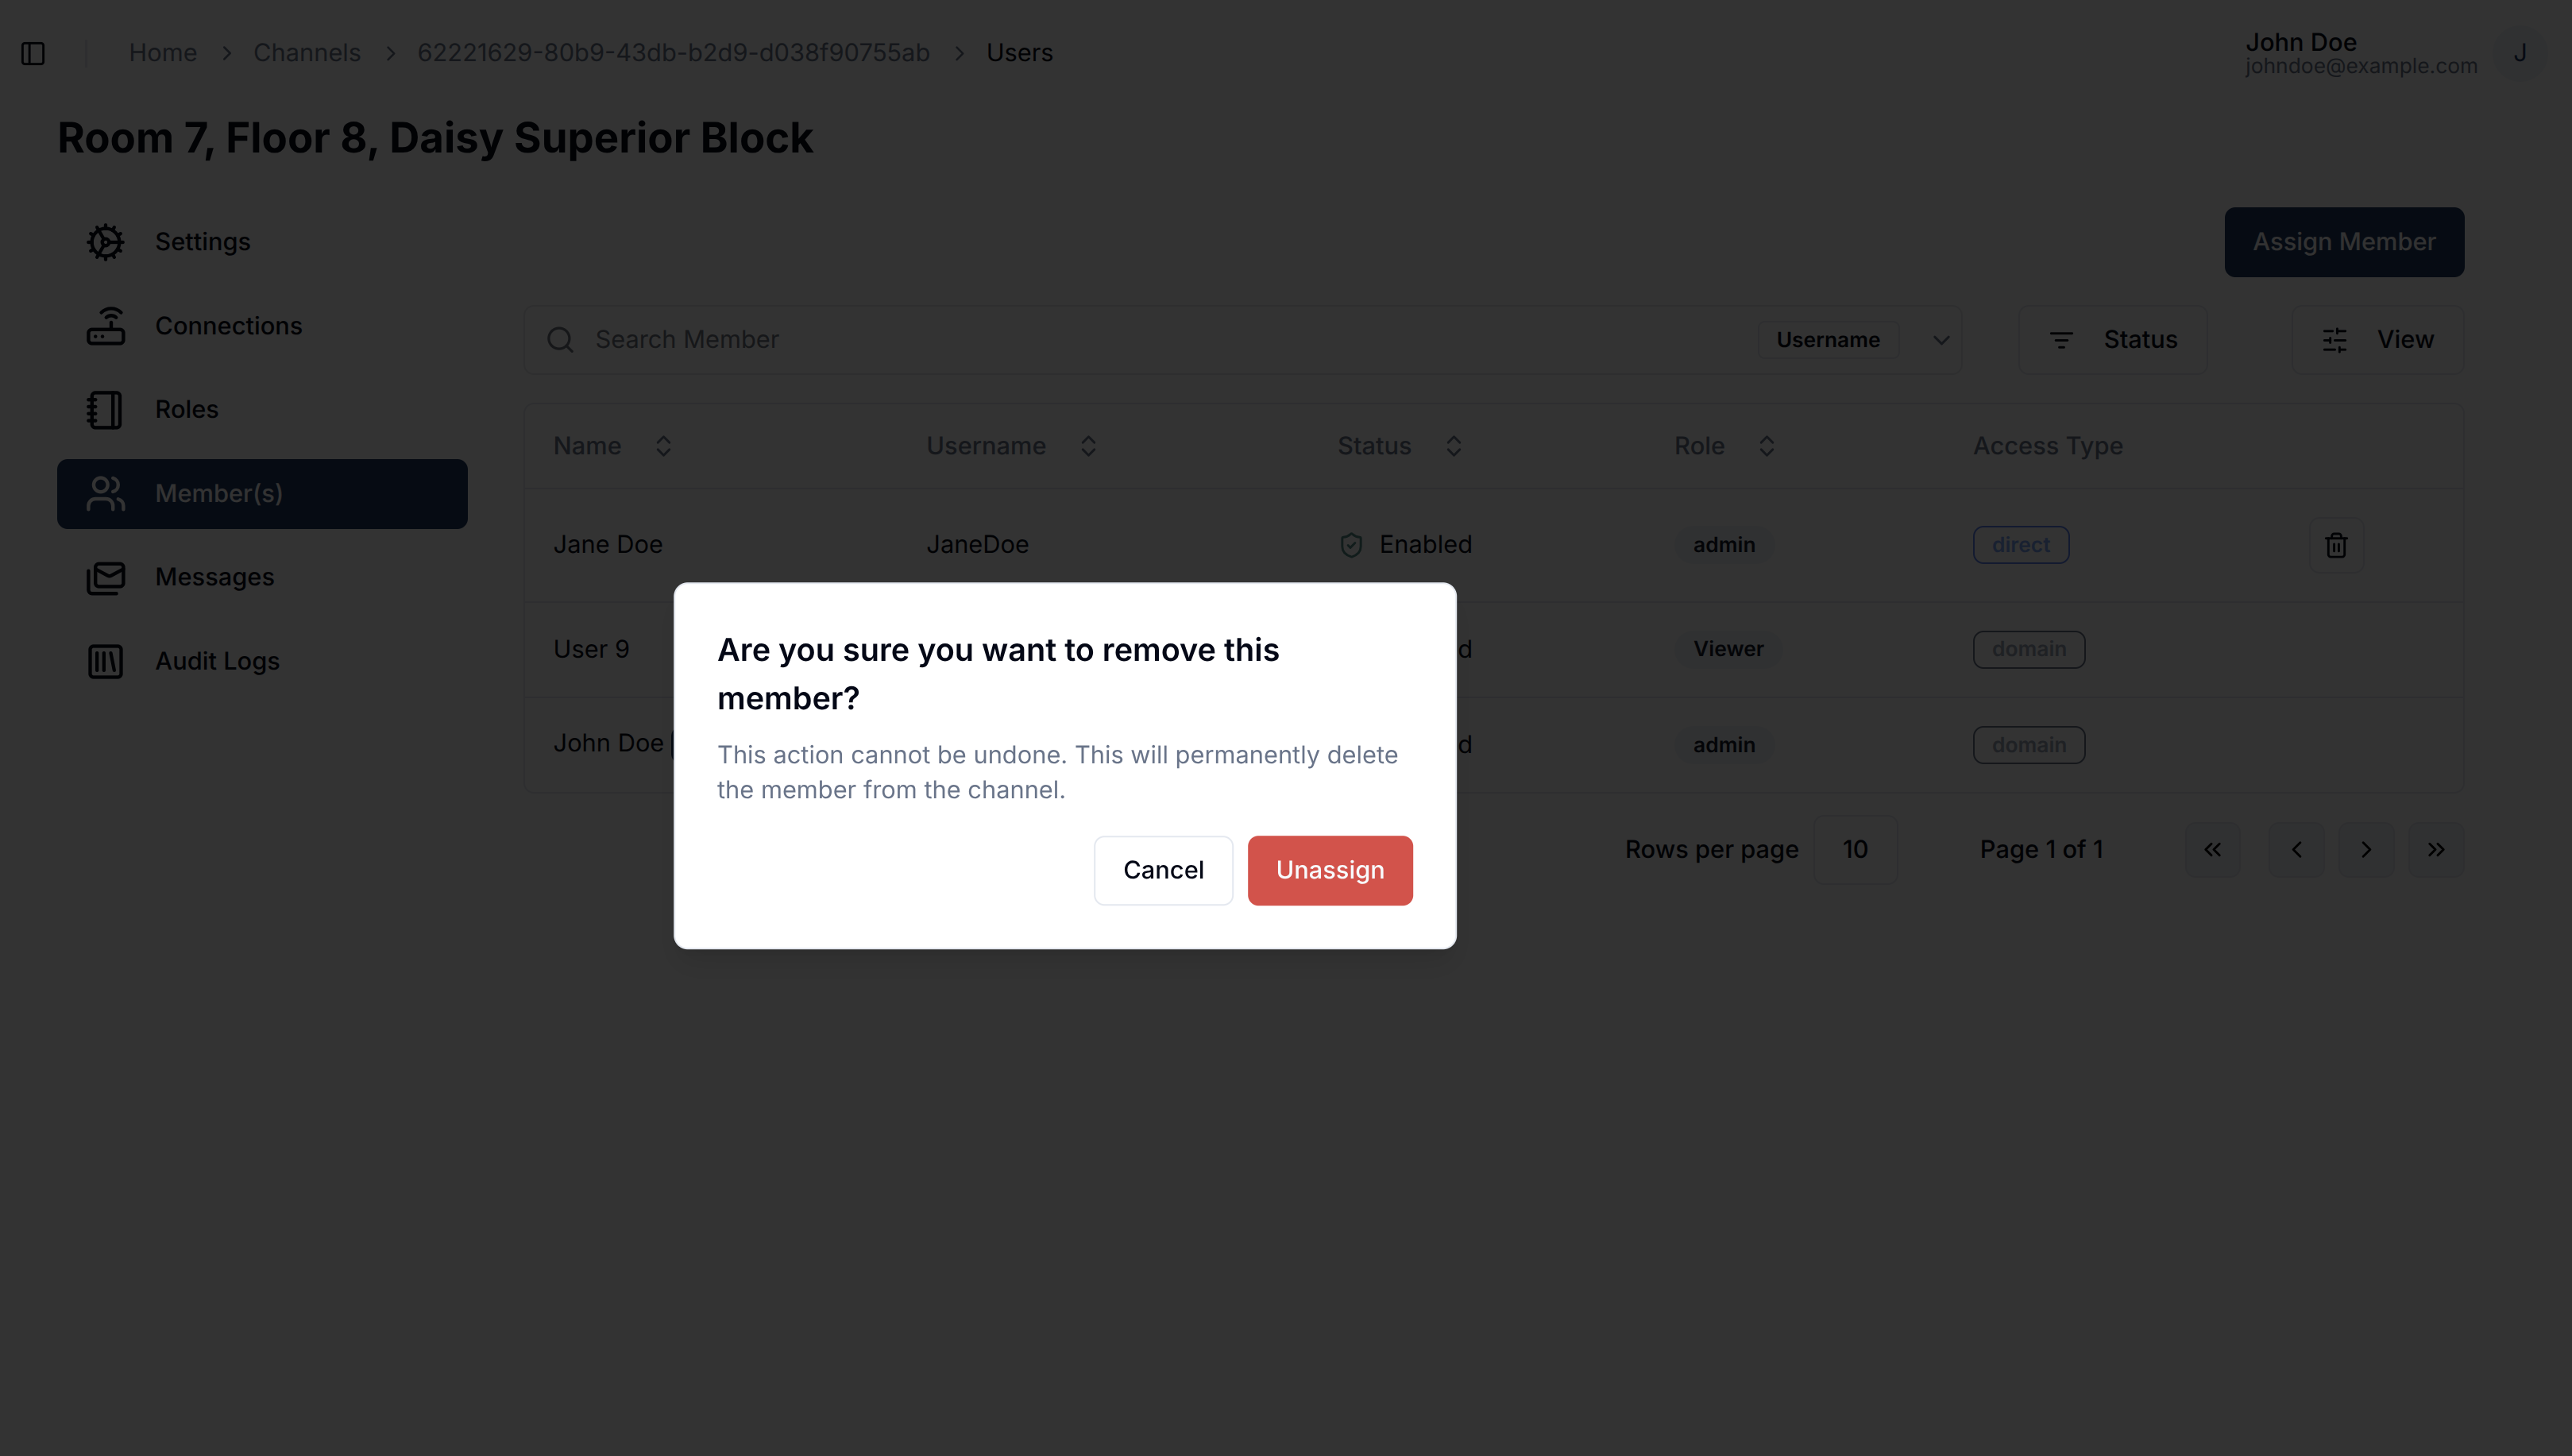 Home > Channels > 62221629-80b9-43db-b2d9-d038f90755ab > Users
John Doe
johndoe@example.com
J
Room 7, Floor 8, Daisy Superior Block
Settings
Connections
Roles
Member(s)
Messages
Audit Logs
Assign Member
Search Member Username Status View
Name Username Status Role Access Type
Jane Doe JaneDoe Enabled admin direct
User 9 d Viewer domain
John Doe d admin domain
Are you sure you want to remove this
member?
This action cannot be undone. This will permanently delete
the member from the channel.
Cancel Unassign
Rows per page 10 Page 1 of 1